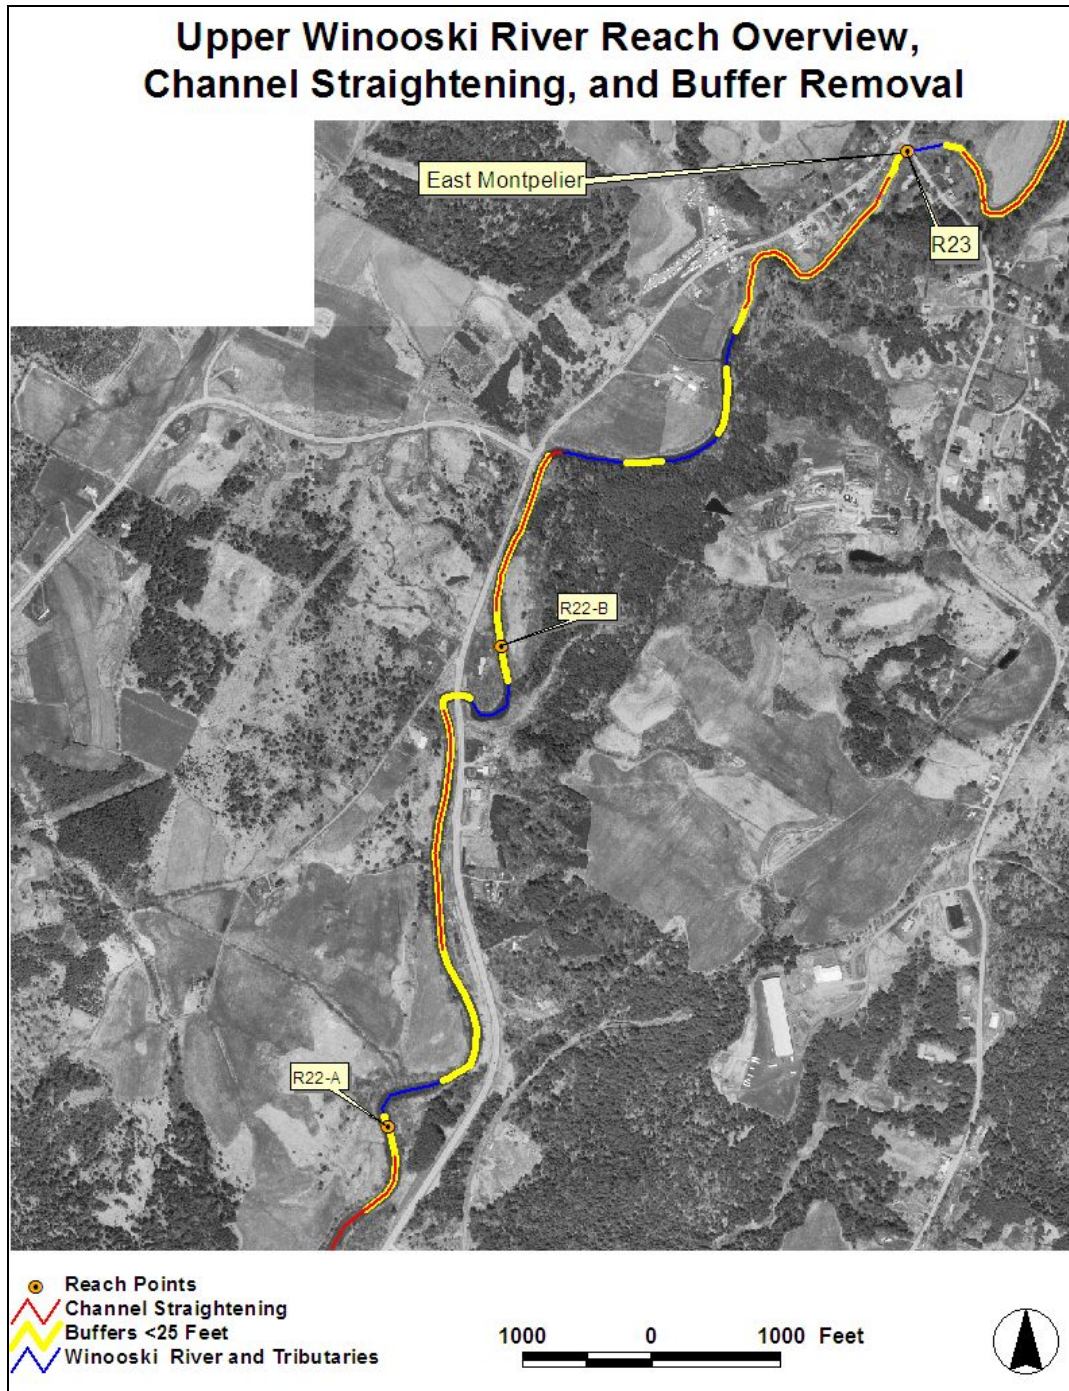 Upper Winooski River Reach Overview,
Channel Straightening, and Buffer Removal
East Montpelier
R23
R22-B
R22-A
Reach Points
Channel Straightening
Buffers <25 Feet
Winooski River and Tributaries
1000 0 1000 Feet